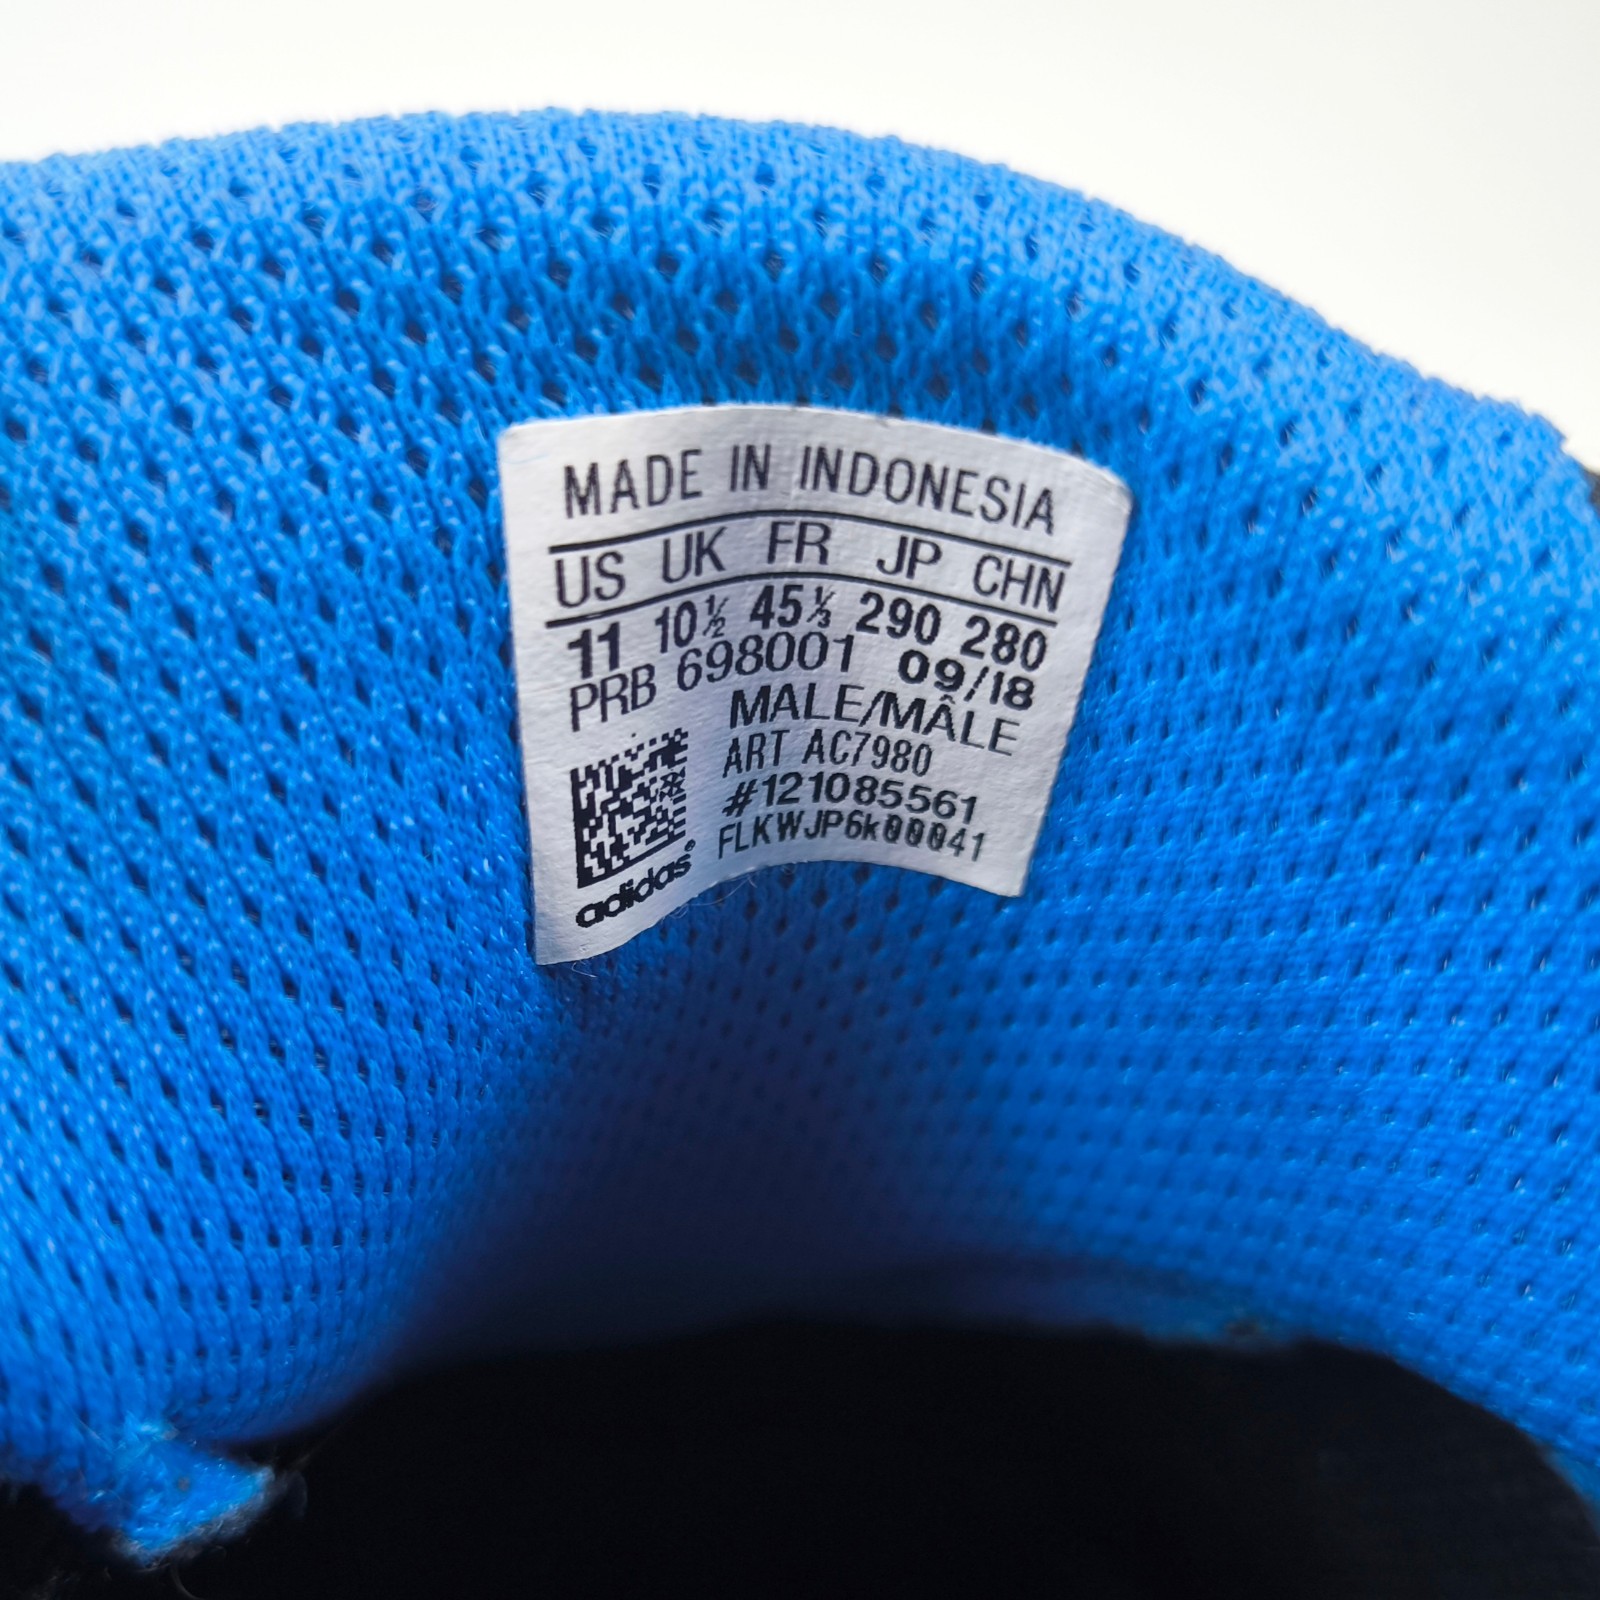 MADE IN INDONESIA
US UK FR JP CHN
11 10½ 45⅓ 290 280
PRB 698001 09/18
MALE/MÂLE
ART AC7980
#121085561
FLKWJP6k00041
adidas®